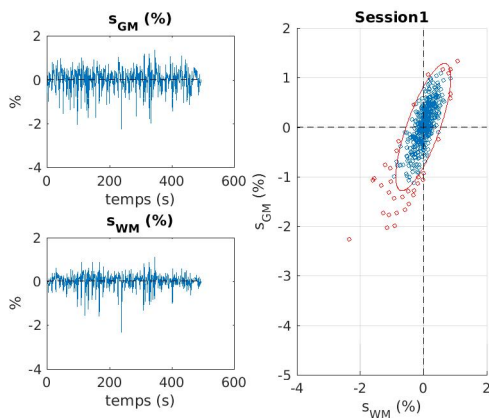 s_GM (%)
2
0
-2
-4
%
0 200 400 600
temps (s)
s_WM (%)
2
0
-2
-4
%
0 200 400 600
temps (s)
Session1
2
1
0
-1
-2
-3
-4
-5
s_GM (%)
-4 -2 0 2
s_WM (%)